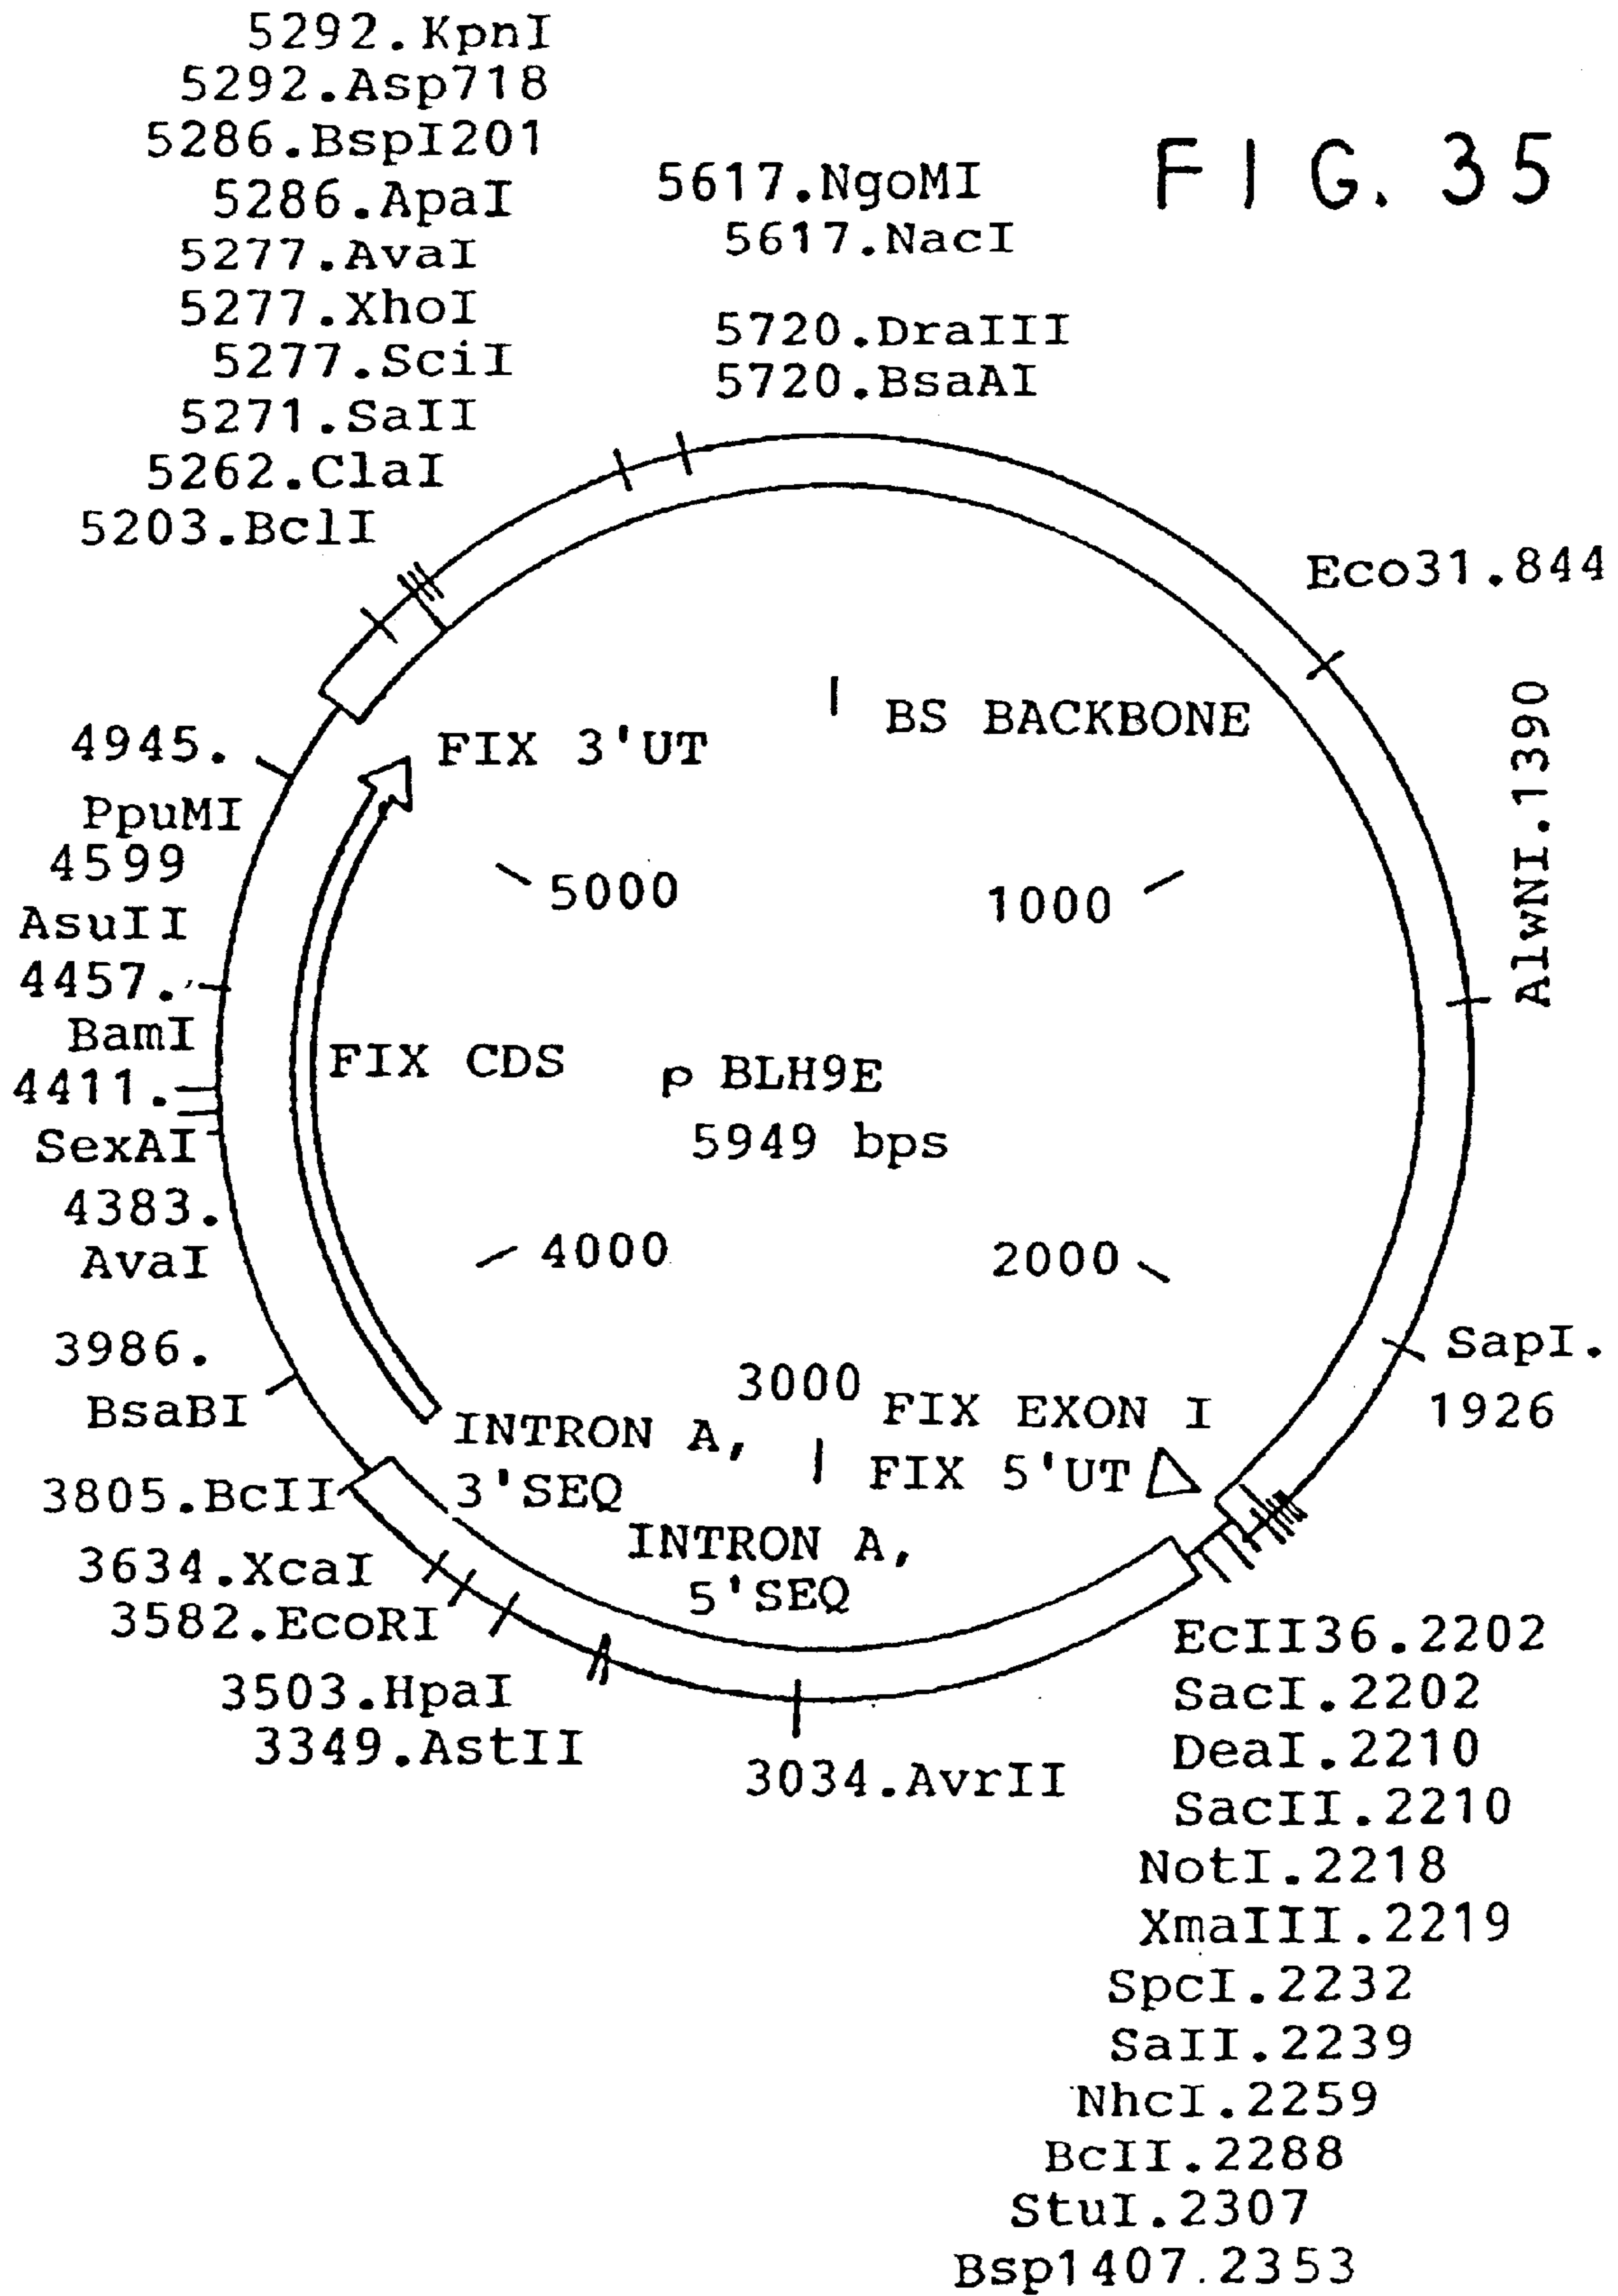 5292.KpnI
5292.Asp718
5286.BspI201
5286.ApaI
5277.AvaI
5277.XhoI
5277.SciI
5271.SaII
5262.ClaI
5203.BclI
5617.NgoMI
5617.NacI
5720.DraIII
5720.BsaAI
FIG. 35
Eco31.844
AlwNI.1390
SapI.
1926
BS BACKBONE
FIX 3'UT
4945.
PpuMI
4599
AsuII
4457.
BamI
4411.
SexAI
4383.
AvaI
3986.
BsaBI
5000
1000
FIX CDS
p BLH9E
5949 bps
4000
2000
3000
FIX EXON I
FIX 5'UT
INTRON A,
3'SEQ
INTRON A,
5'SEQ
3805.BcII
3634.XcaI
3582.EcoRI
3503.HpaI
3349.AstII
3034.AvrII
EcII36.2202
SacI.2202
DeaI.2210
SacII.2210
NotI.2218
XmaIII.2219
SpcI.2232
SaII.2239
NhcI.2259
BcII.2288
StuI.2307
Bsp1407.2353